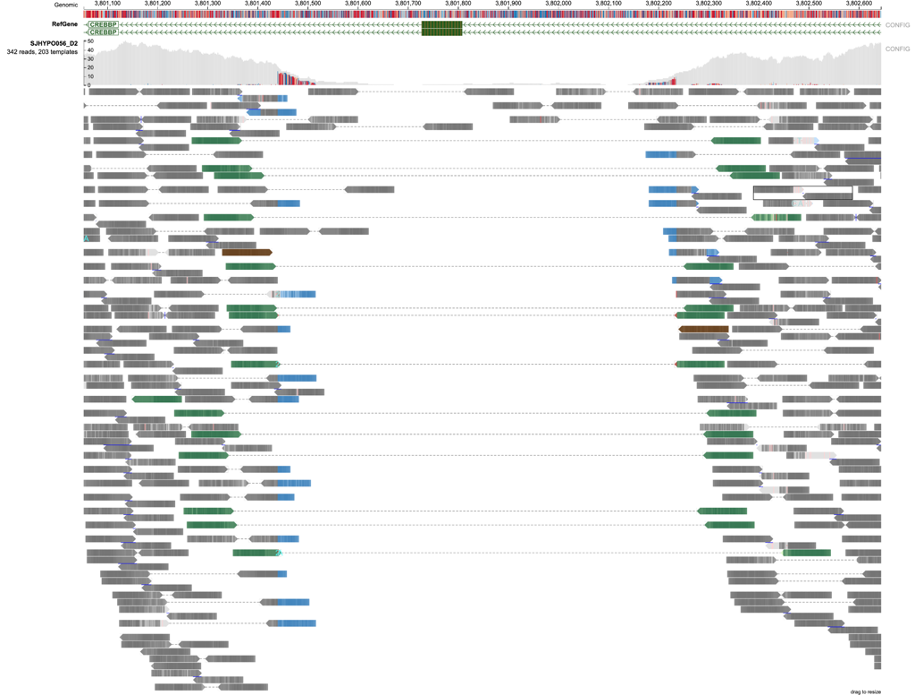 Genomic 3,801,100 3,801,200 3,801,300 3,801,400 3,801,500 3,801,600 3,801,700 3,801,800 3,801,900 3,802,000 3,802,100 3,802,200 3,802,300 3,802,400 3,802,500 3,802,600
RefGene CREBBP CONFIG
CREBBP
SJHYPO056_D2 50 CONFIG
342 reads, 203 templates 40
30
20
10
0
drag to resize